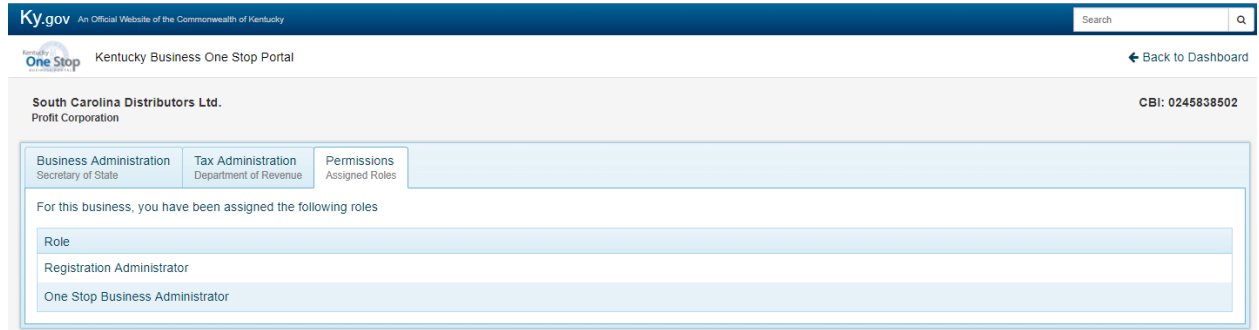 Ky.gov An Official Website of the Commonwealth of Kentucky
Search
Kentucky
One Stop
BUSINESS PORTAL
Kentucky Business One Stop Portal
Back to Dashboard
South Carolina Distributors Ltd.
CBI: 0245838502
Profit Corporation
Business Administration
Secretary of State
Tax Administration
Department of Revenue
Permissions
Assigned Roles
For this business, you have been assigned the following roles
Role
Registration Administrator
One Stop Business Administrator